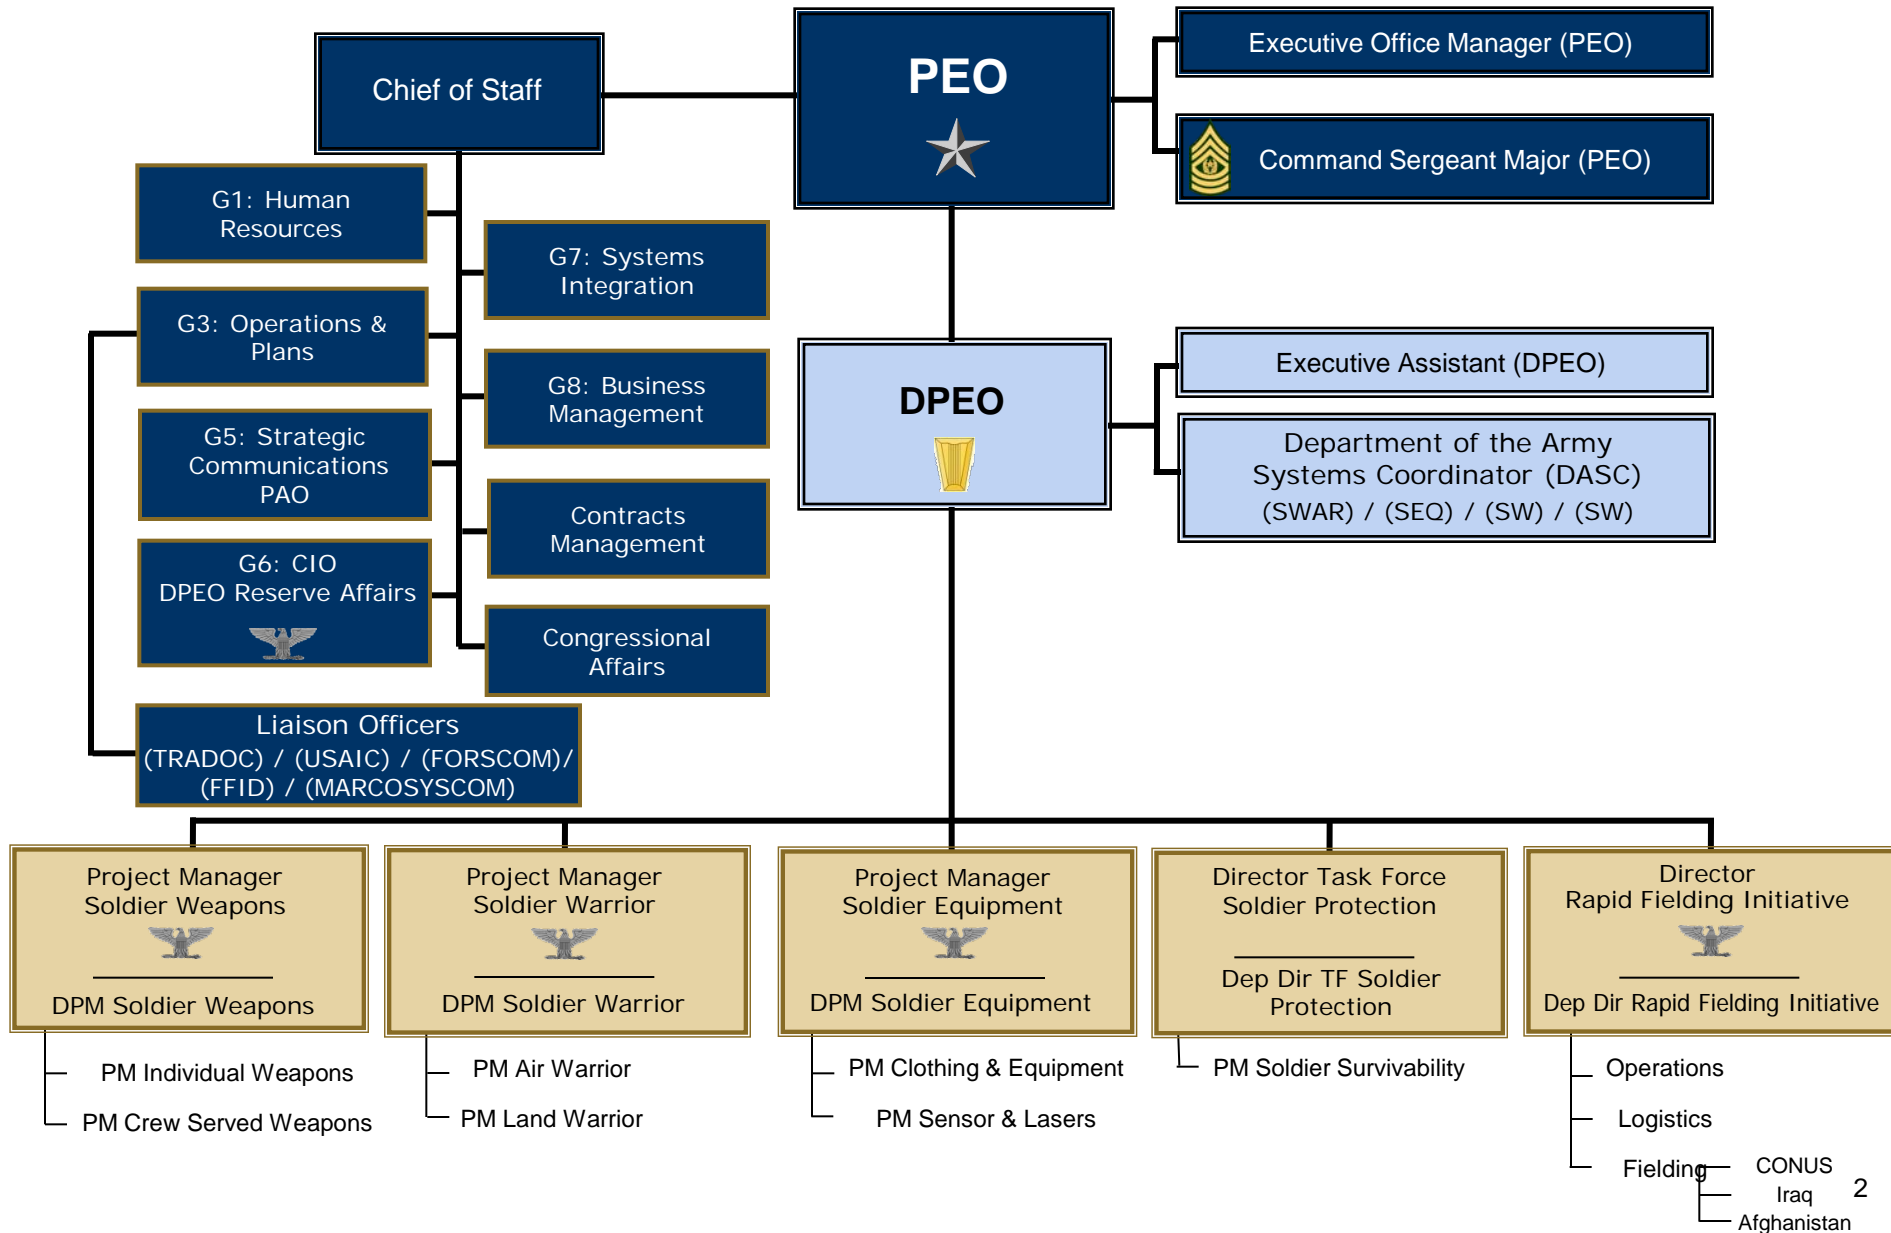 Chief of Staff
PEO
Executive Office Manager (PEO)
Command Sergeant Major (PEO)
G1: Human
Resources
G7: Systems
Integration
G3: Operations &
Plans
G8: Business
Management
G5: Strategic
Communications
PAO
Contracts
Management
G6: CIO
DPEO Reserve Affairs
Congressional
Affairs
Liaison Officers
(TRADOC) / (USAIC) / (FORSCOM)/
(FFID) / (MARCOSYSCOM)
DPEO
Executive Assistant (DPEO)
Department of the Army
Systems Coordinator (DASC)
(SWAR) / (SEQ) / (SW) / (SW)
Project Manager
Soldier Weapons
DPM Soldier Weapons
PM Individual Weapons
PM Crew Served Weapons
Project Manager
Soldier Warrior
DPM Soldier Warrior
PM Air Warrior
PM Land Warrior
Project Manager
Soldier Equipment
DPM Soldier Equipment
PM Clothing & Equipment
PM Sensor & Lasers
Director Task Force
Soldier Protection
Dep Dir TF Soldier
Protection
PM Soldier Survivability
Director
Rapid Fielding Initiative
Dep Dir Rapid Fielding Initiative
Operations
Logistics
Fielding
CONUS
Iraq
Afghanistan
2